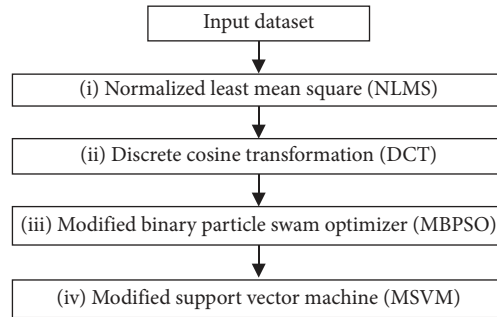 Input dataset
(i) Normalized least mean square (NLMS)
(ii) Discrete cosine transformation (DCT)
(iii) Modified binary particle swam optimizer (MBPSO)
(iv) Modified support vector machine (MSVM)